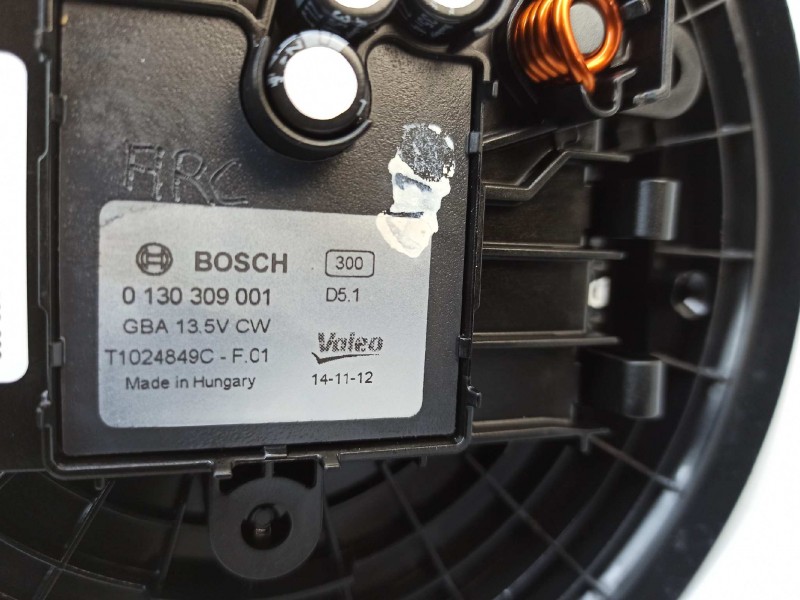 BOSCH 300
0 130 309 001 D5.1
GBA 13.5V CW
Valeo
T1024849C - F.01
Made in Hungary 14-11-12